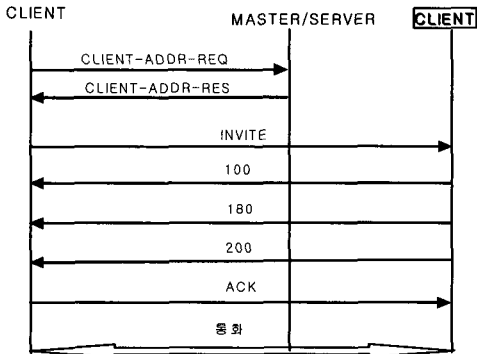 CLIENT MASTER/SERVER CLIENT
CLIENT-ADDR-REQ
CLIENT-ADDR-RES
INVITE
100
180
200
ACK
통화